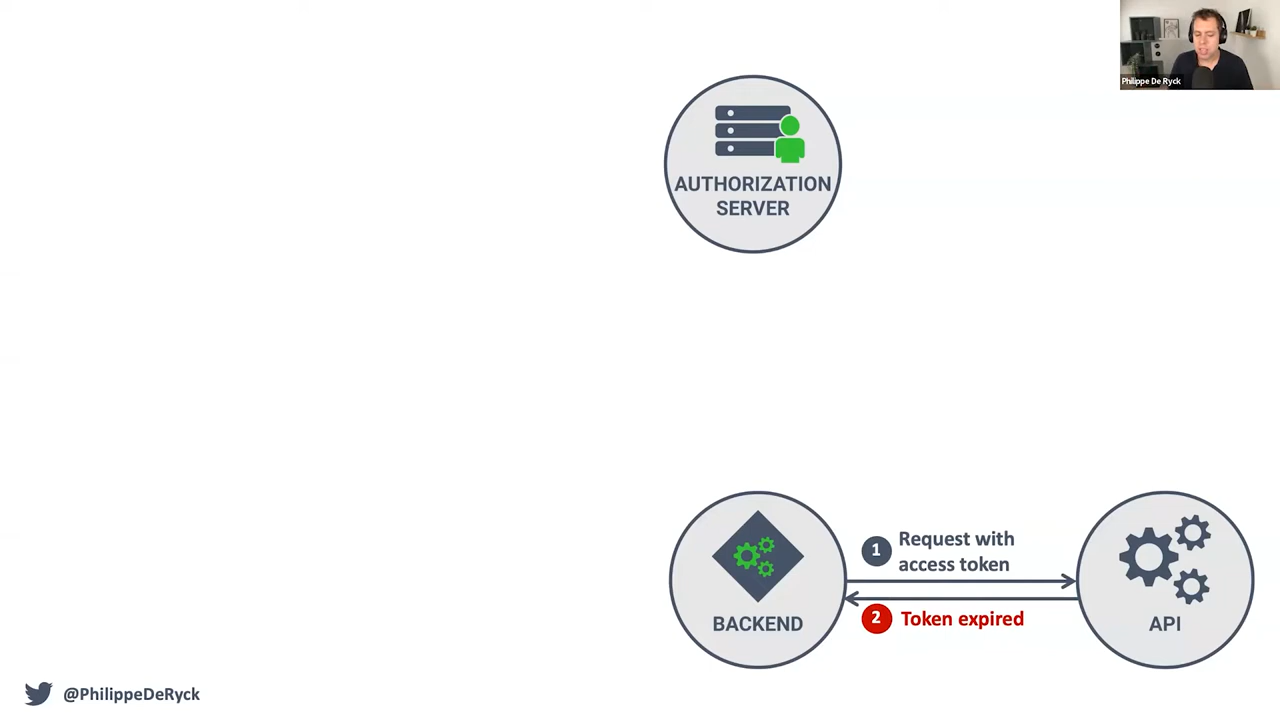 Philippe De Ryck
AUTHORIZATION
SERVER
1
Request with
access token
2
Token expired
BACKEND
API
@PhilippeDeRyck